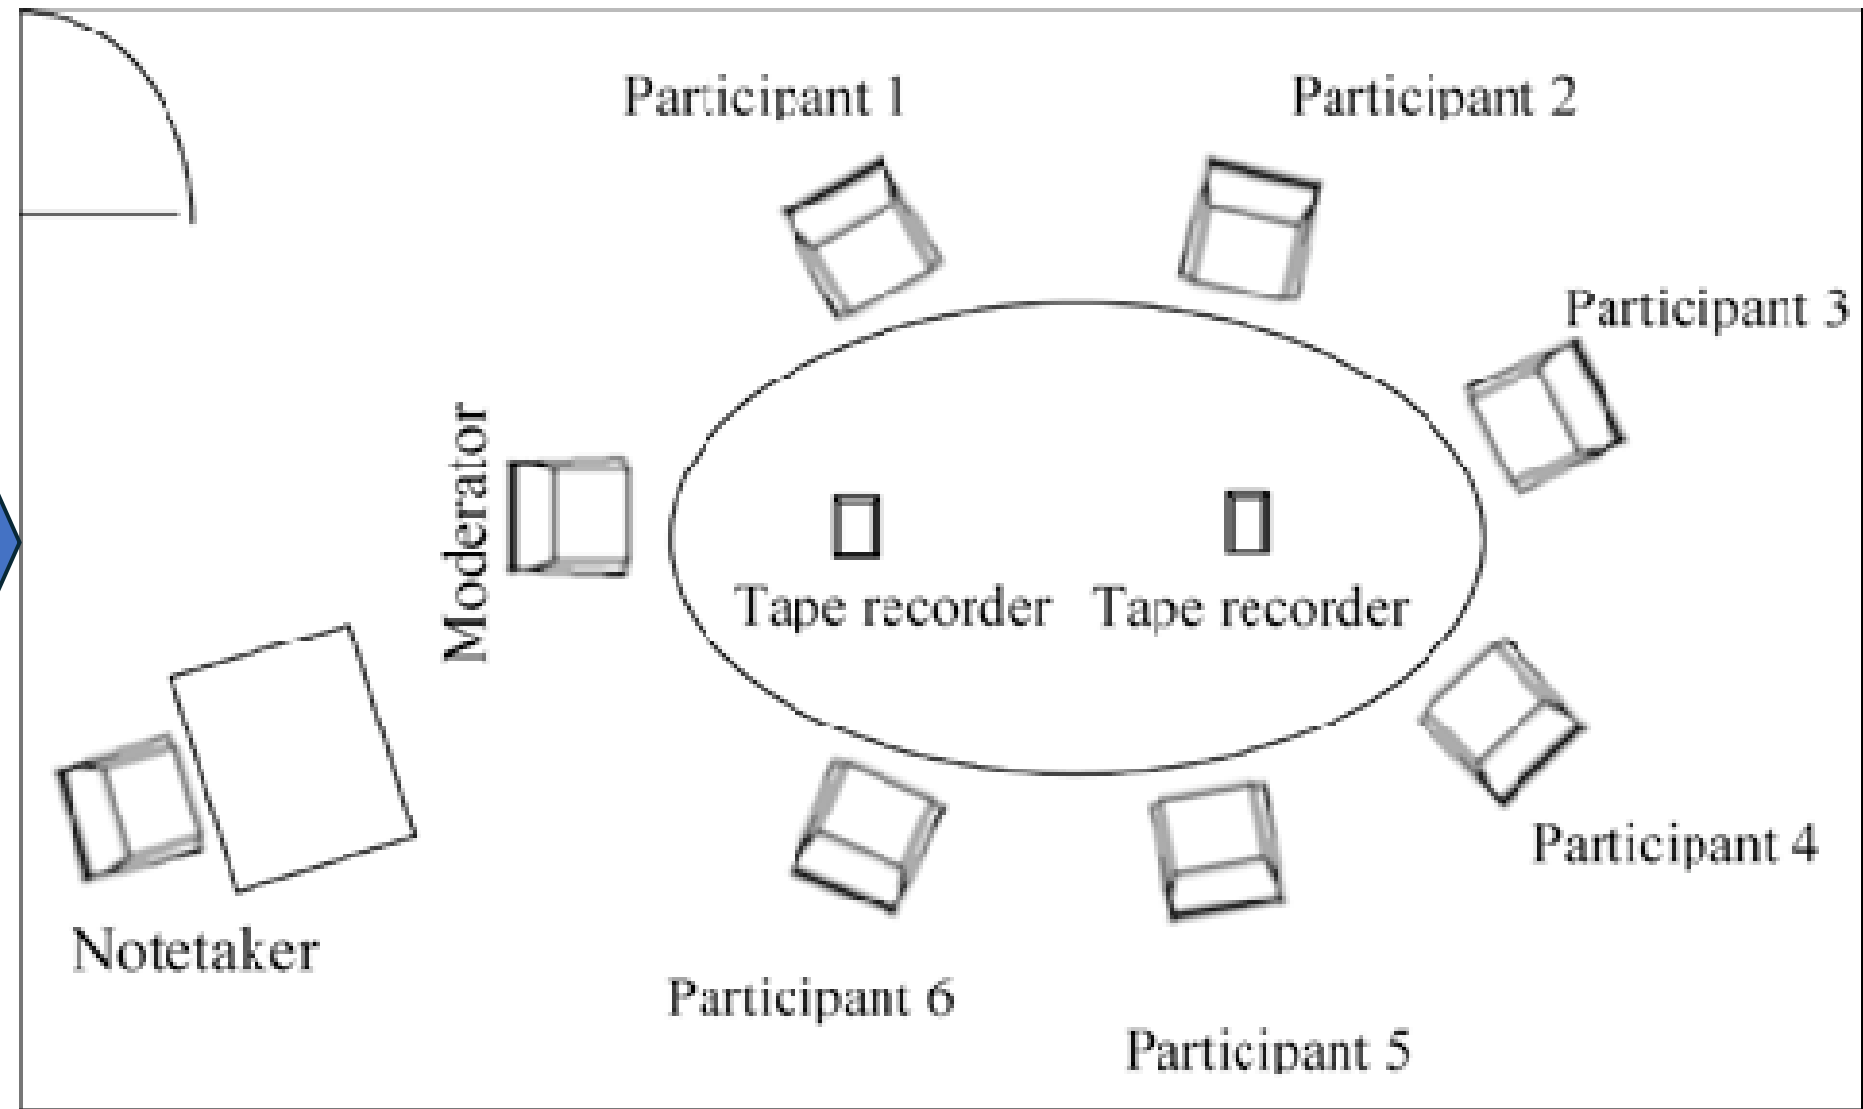 Participant 1
Participant 2
Participant 3
Moderator
Tape recorder
Tape recorder
Participant 4
Notetaker
Participant 6
Participant 5